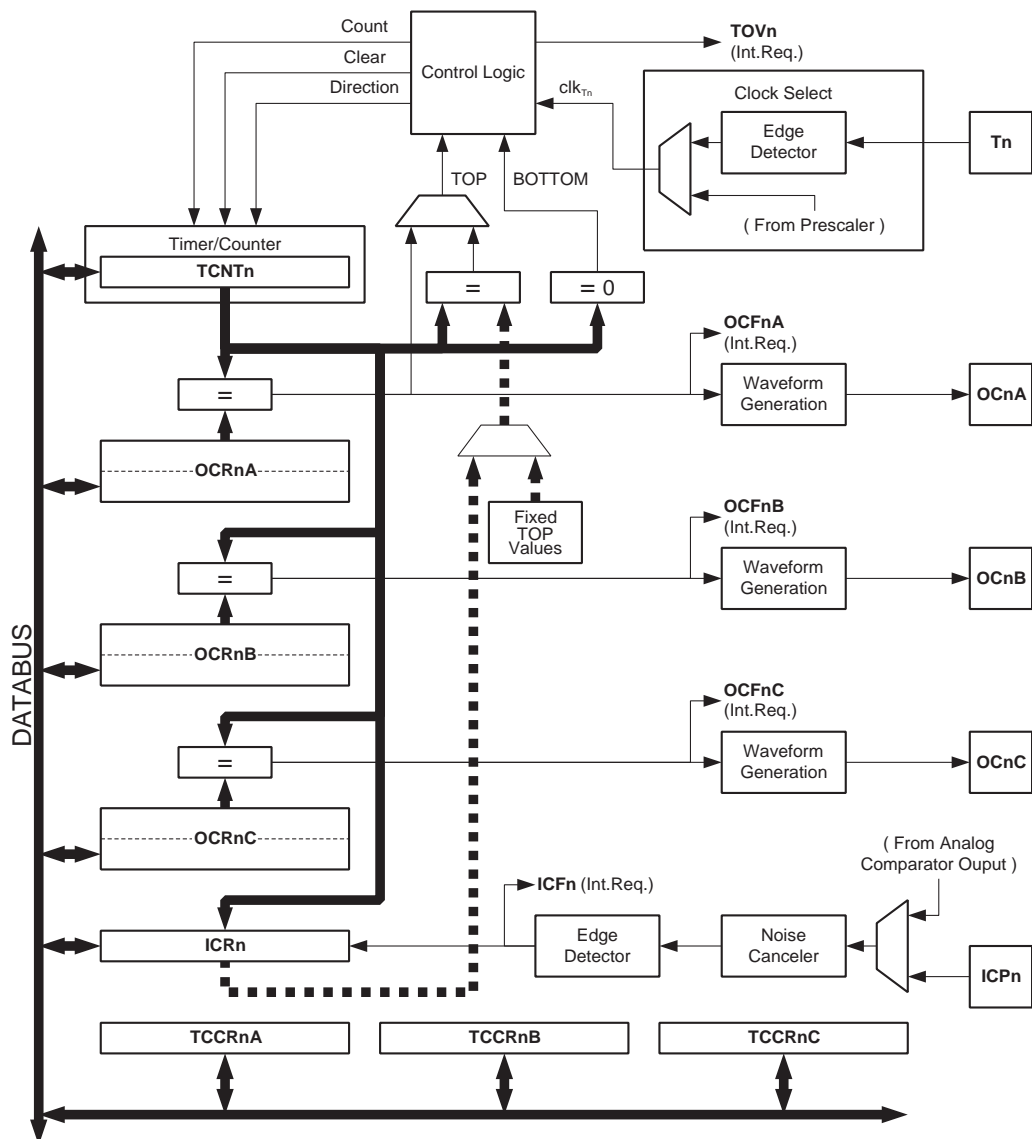 Count
Clear
Direction
Control Logic
TOVn
(Int.Req.)
clkTn
Clock Select
Edge
Detector
Tn
( From Prescaler )
TOP
BOTTOM
Timer/Counter
TCNTn
=
= 0
OCFnA
(Int.Req.)
=
Waveform
Generation
OCnA
OCRnA
Fixed
TOP
Values
OCFnB
(Int.Req.)
=
Waveform
Generation
OCnB
OCRnB
DATABUS
OCFnC
(Int.Req.)
=
Waveform
Generation
OCnC
OCRnC
( From Analog
Comparator Ouput )
ICFn (Int.Req.)
ICRn
Edge
Detector
Noise
Canceler
ICPn
TCCRnA
TCCRnB
TCCRnC